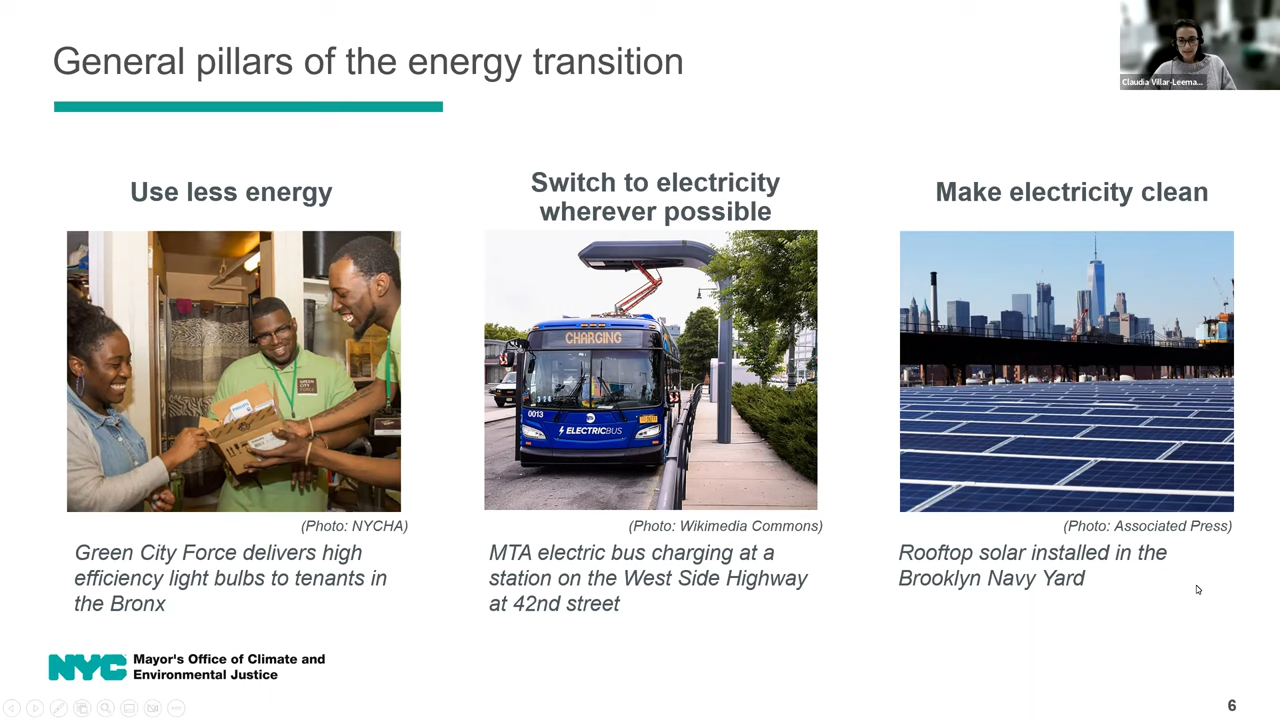 General pillars of the energy transition
Claudia Villar-Leema...
Use less energy
Switch to electricity
wherever possible
Make electricity clean
GREEN
CITY
FORCE
CHARGING
0013
ELECTRICBUS
(Photo: NYCHA)
(Photo: Wikimedia Commons)
(Photo: Associated Press)
Green City Force delivers high
efficiency light bulbs to tenants in
the Bronx
MTA electric bus charging at a
station on the West Side Highway
at 42nd street
Rooftop solar installed in the
Brooklyn Navy Yard
NYC
Mayor's Office of Climate and
Environmental Justice
6